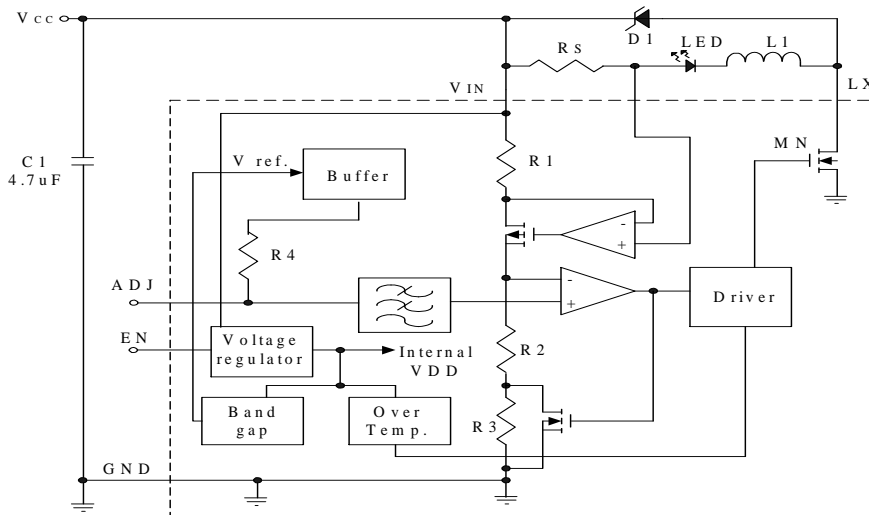 VCC
D1
RS
LED
L1
VIN
LX
C1
4.7uF
V ref.
Buffer
R1
MN
R4
-
+
ADJ
-
+
Driver
EN
Voltage
regulator
Internal
VDD
R2
Band
gap
Over
Temp.
R3
GND